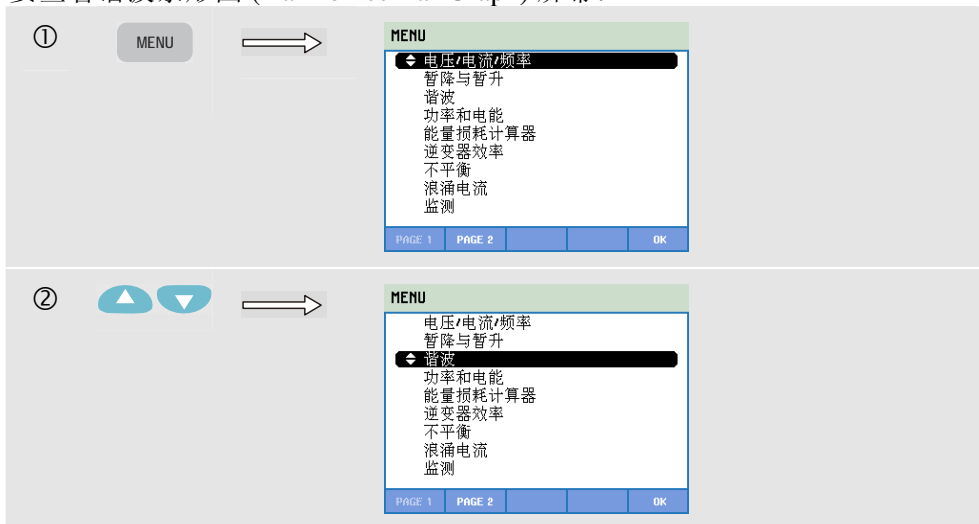 ①
MENU
MENU
电压/电流/频率
暂降与暂升
谐波
功率和电能
能量损耗计算器
逆变器效率
不平衡
浪涌电流
监测
PAGE 1 PAGE 2 OK
②
MENU
电压/电流/频率
暂降与暂升
谐波
功率和电能
能量损耗计算器
逆变器效率
不平衡
浪涌电流
监测
PAGE 1 PAGE 2 OK